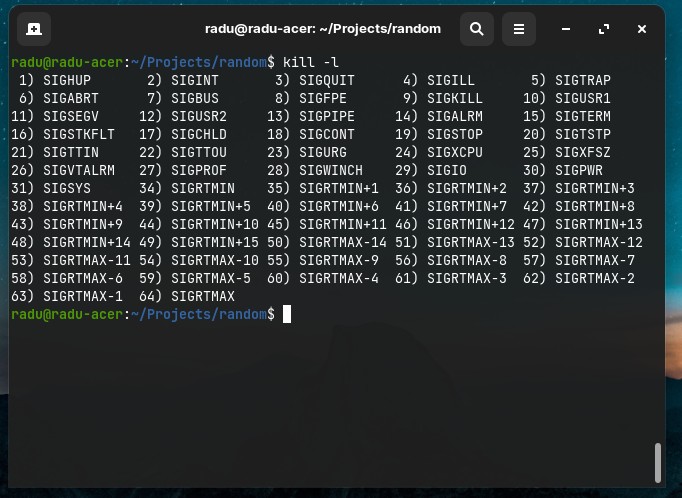 radu@radu-acer: ~/Projects/random
radu@radu-acer:~/Projects/random$ kill -l
 1) SIGHUP	 2) SIGINT	 3) SIGQUIT	 4) SIGILL	 5) SIGTRAP
 6) SIGABRT	 7) SIGBUS	 8) SIGFPE	 9) SIGKILL	10) SIGUSR1
11) SIGSEGV	12) SIGUSR2	13) SIGPIPE	14) SIGALRM	15) SIGTERM
16) SIGSTKFLT	17) SIGCHLD	18) SIGCONT	19) SIGSTOP	20) SIGTSTP
21) SIGTTIN	22) SIGTTOU	23) SIGURG	24) SIGXCPU	25) SIGXFSZ
26) SIGVTALRM	27) SIGPROF	28) SIGWINCH	29) SIGIO	30) SIGPWR
31) SIGSYS	34) SIGRTMIN	35) SIGRTMIN+1	36) SIGRTMIN+2	37) SIGRTMIN+3
38) SIGRTMIN+4	39) SIGRTMIN+5	40) SIGRTMIN+6	41) SIGRTMIN+7	42) SIGRTMIN+8
43) SIGRTMIN+9	44) SIGRTMIN+10	45) SIGRTMIN+11	46) SIGRTMIN+12	47) SIGRTMIN+13
48) SIGRTMIN+14	49) SIGRTMIN+15	50) SIGRTMAX-14	51) SIGRTMAX-13	52) SIGRTMAX-12
53) SIGRTMAX-11	54) SIGRTMAX-10	55) SIGRTMAX-9	56) SIGRTMAX-8	57) SIGRTMAX-7
58) SIGRTMAX-6	59) SIGRTMAX-5	60) SIGRTMAX-4	61) SIGRTMAX-3	62) SIGRTMAX-2
63) SIGRTMAX-1	64) SIGRTMAX
radu@radu-acer:~/Projects/random$